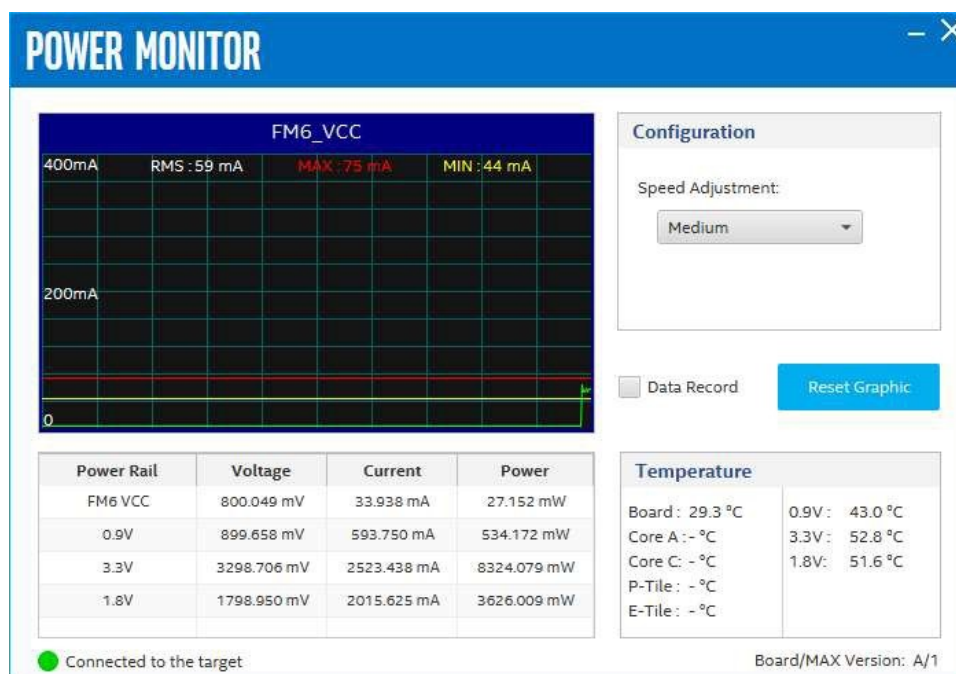 POWER MONITOR
FM6_VCC
400mA RMS :59 mA MAX :75 mA MIN :44 mA
200mA
0
Configuration
Speed Adjustment:
Medium
Data Record
Reset Graphic
Power Rail Voltage Current Power
FM6 VCC 800.049 mV 33.938 mA 27.152 mW
0.9V 899.658 mV 593.750 mA 534.172 mW
3.3V 3298.706 mV 2523.438 mA 8324.079 mW
1.8V 1798.950 mV 2015.625 mA 3626.009 mW
Temperature
Board : 29.3 °C 0.9V : 43.0 °C
Core A :- °C 3.3V : 52.8 °C
Core C: - °C 1.8V: 51.6 °C
P-Tile : - °C
E-Tile : - °C
Connected to the target
Board/MAX Version: A/1